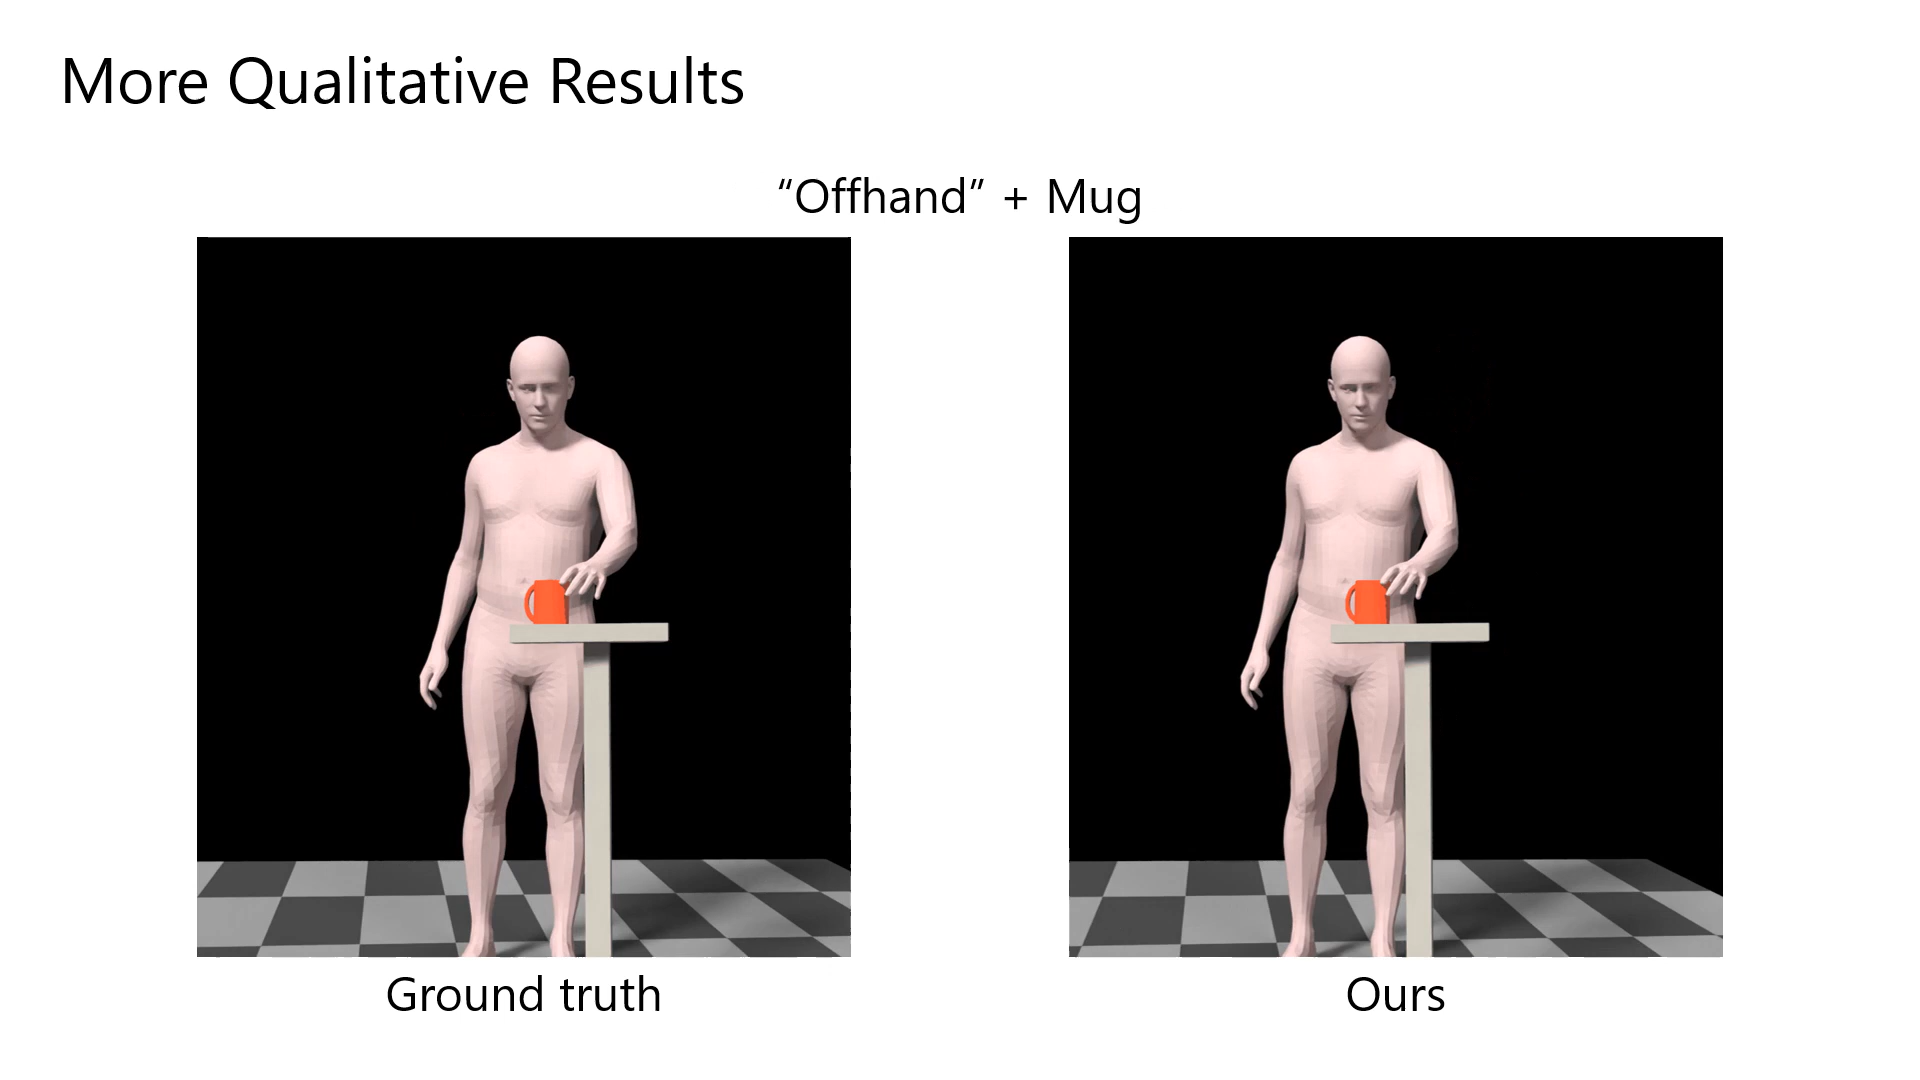 More Qualitative Results
“Offhand” + Mug
Ground truth
Ours